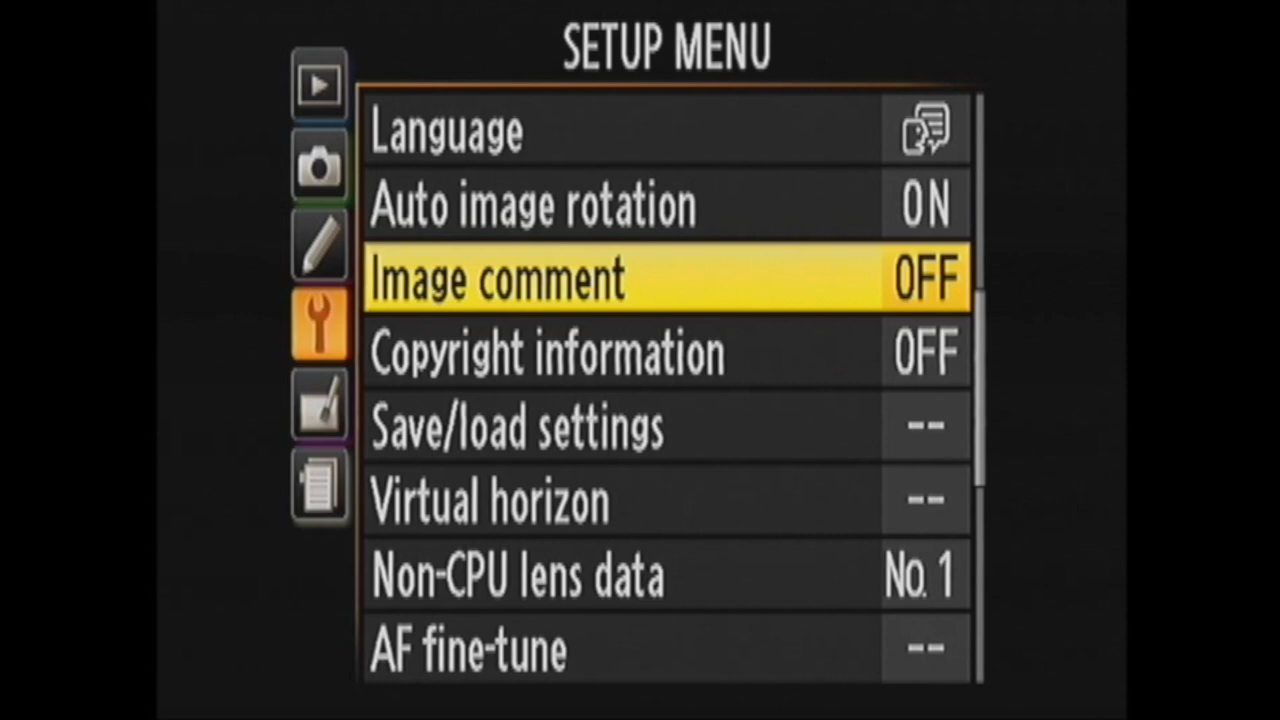 SETUP MENU
Language
Auto image rotation ON
Image comment OFF
Copyright information OFF
Save/load settings --
Virtual horizon --
Non-CPU lens data No. 1
AF fine-tune --